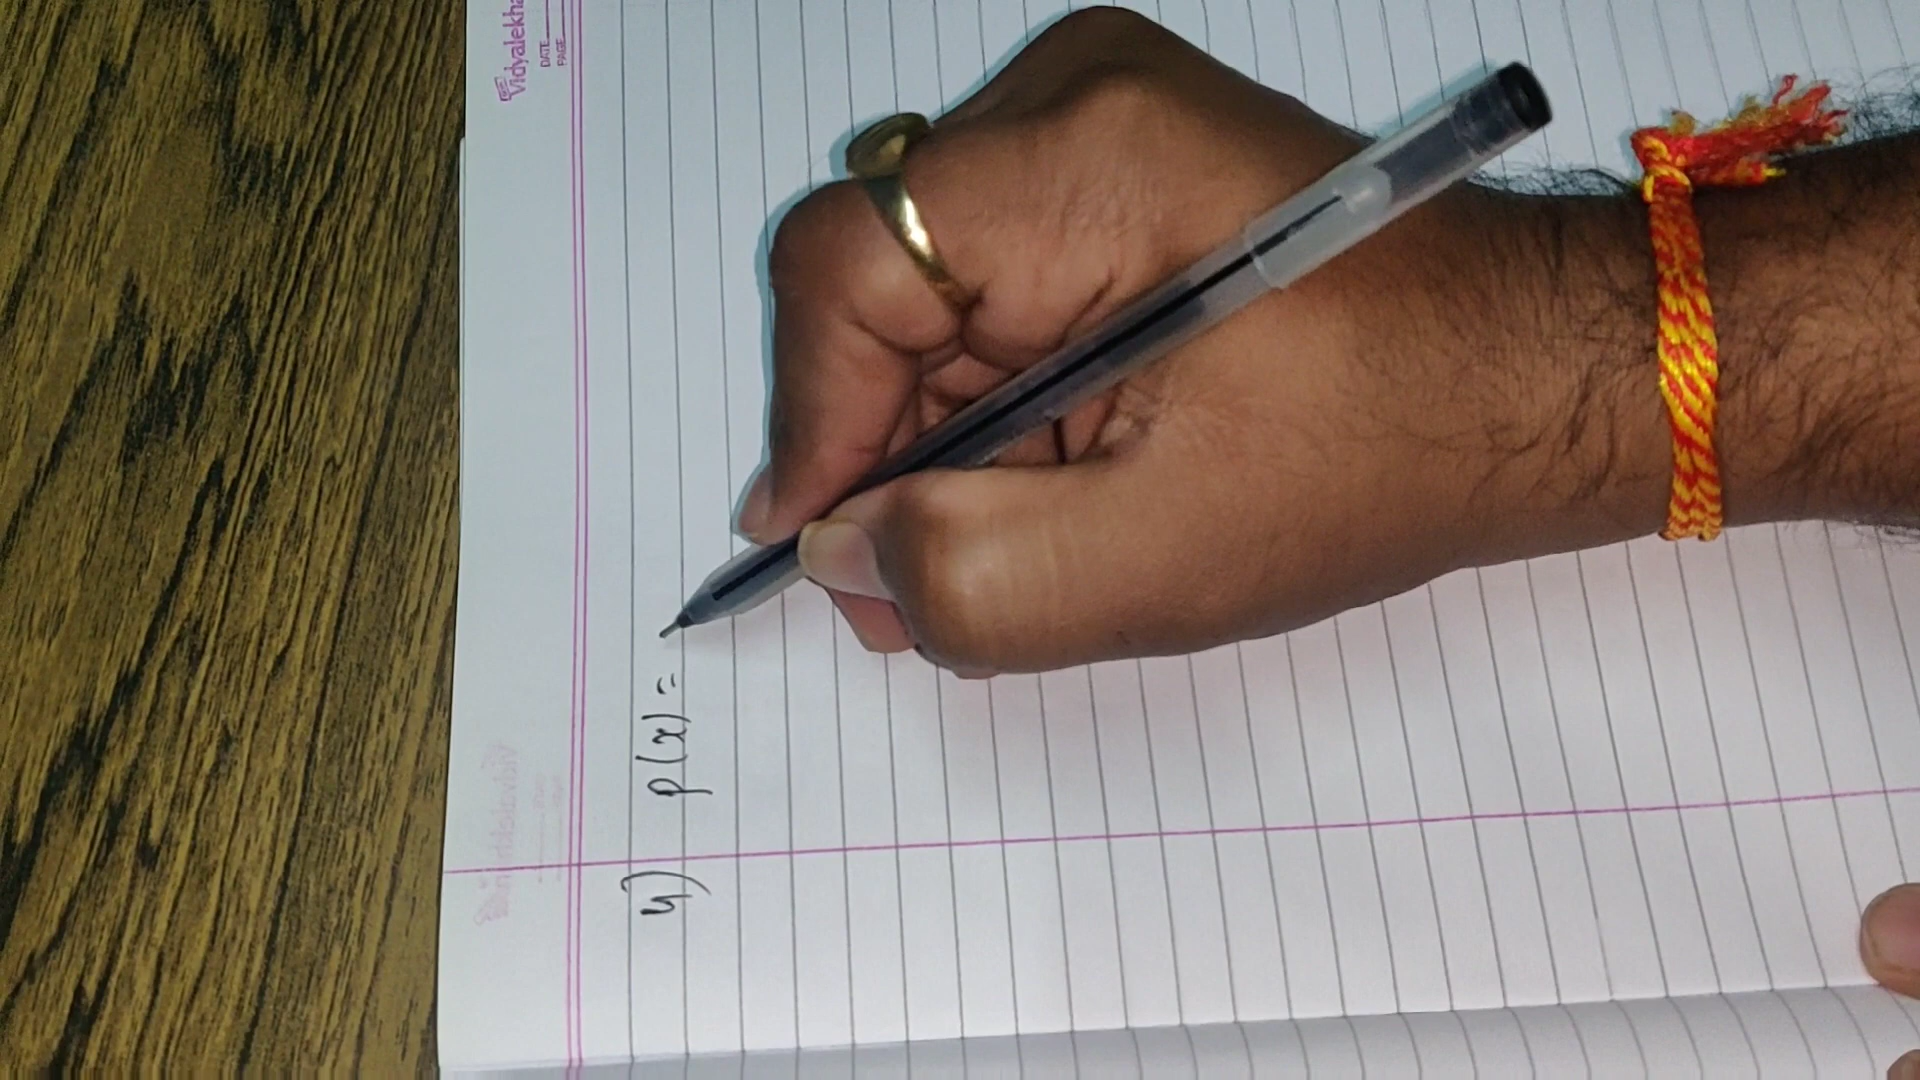 Vidyalekha
DATE
PAGE
4) p(x) =